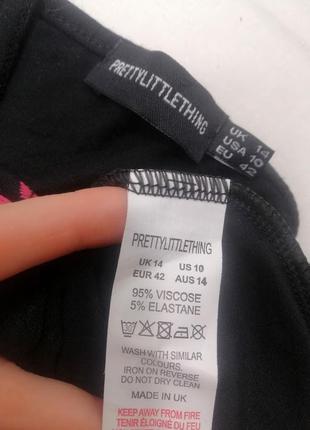 PRETTYLITTLETHING
UK 14
USA 10
EU 42
PRETTYLITTLETHING
UK 14 US 10
EUR 42 AUS 14
95% VISCOSE
5% ELASTANE
WASH WITH SIMILAR
COLOURS.
IRON ON REVERSE
DO NOT DRY CLEAN
MADE IN UK
KEEP AWAY FROM FIRE
TENIR ÉLOIGNÉ DU FEU